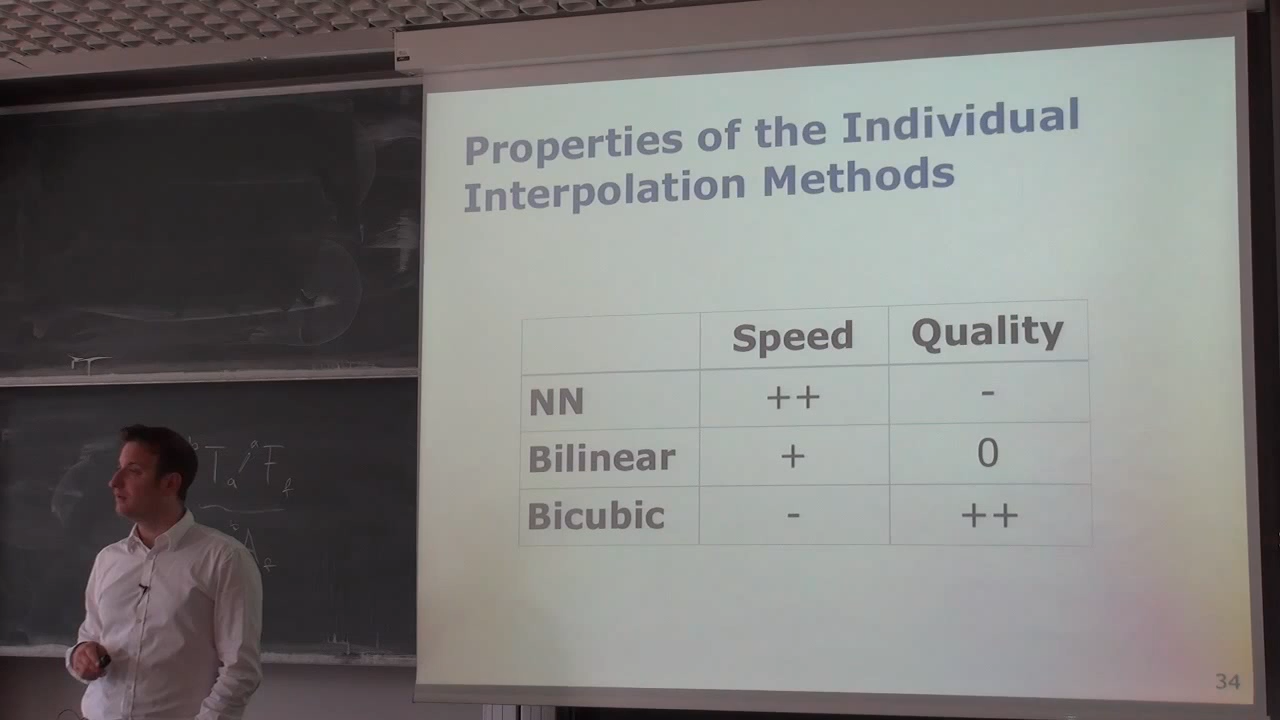 Properties of the Individual
Interpolation Methods
Speed Quality
NN ++ -
Bilinear + 0
Bicubic - ++
34